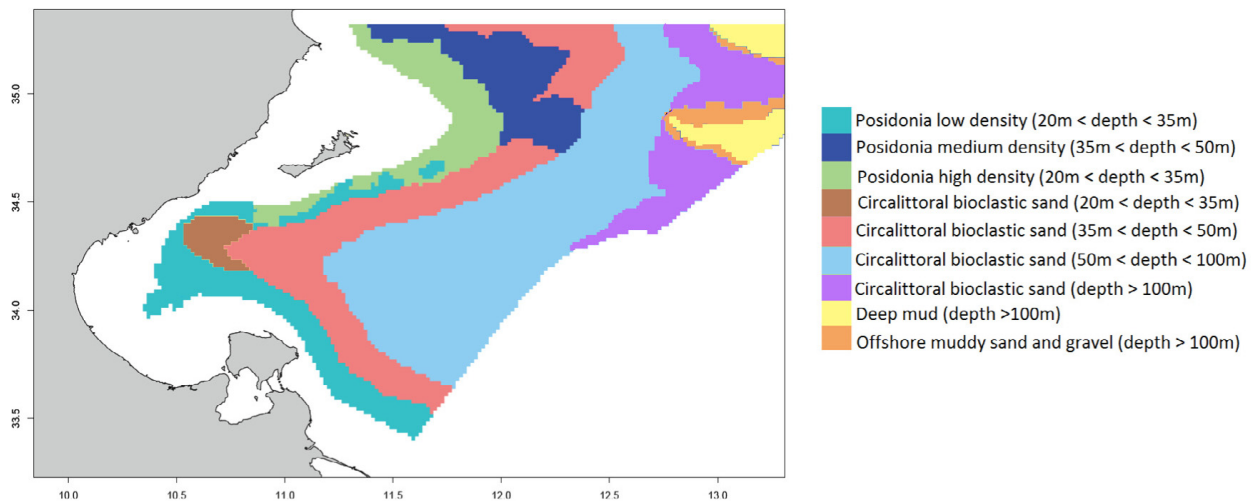 35.0
34.5
34.0
33.5
10.0 10.5 11.0 11.5 12.0 12.5 13.0
Posidonia low density (20m < depth < 35m)
Posidonia medium density (35m < depth < 50m)
Posidonia high density (20m < depth < 35m)
Circalittoral bioclastic sand (20m < depth < 35m)
Circalittoral bioclastic sand (35m < depth < 50m)
Circalittoral bioclastic sand (50m < depth < 100m)
Circalittoral bioclastic sand (depth > 100m)
Deep mud (depth >100m)
Offshore muddy sand and gravel (depth > 100m)